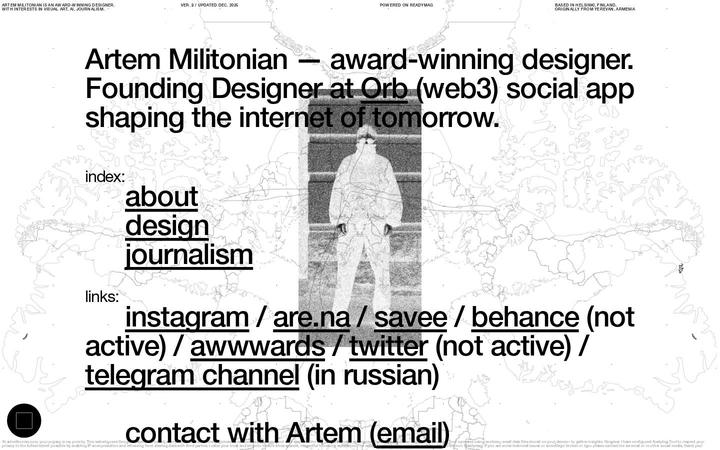 ARTEM MILITONIAN IS AN AWARD-WINNING DESIGNER.
WITH INTERESTS IN VISUAL ART, AI, JOURNALISM.
VER. 2 / UPDATED DEC. 2025
POWERED ON READYMAG
BASED IN HELSINKI, FINLAND.
ORIGINALLY FROM YEREVAN, ARMENIA
Artem Militonian — award-winning designer.
Founding Designer at Orb (web3) social app
shaping the internet of tomorrow.
index:
about
design
journalism
links:
instagram / are.na / savee / behance (not
active) / awwwards / twitter (not active) /
telegram channel (in russian)
contact with Artem (email)